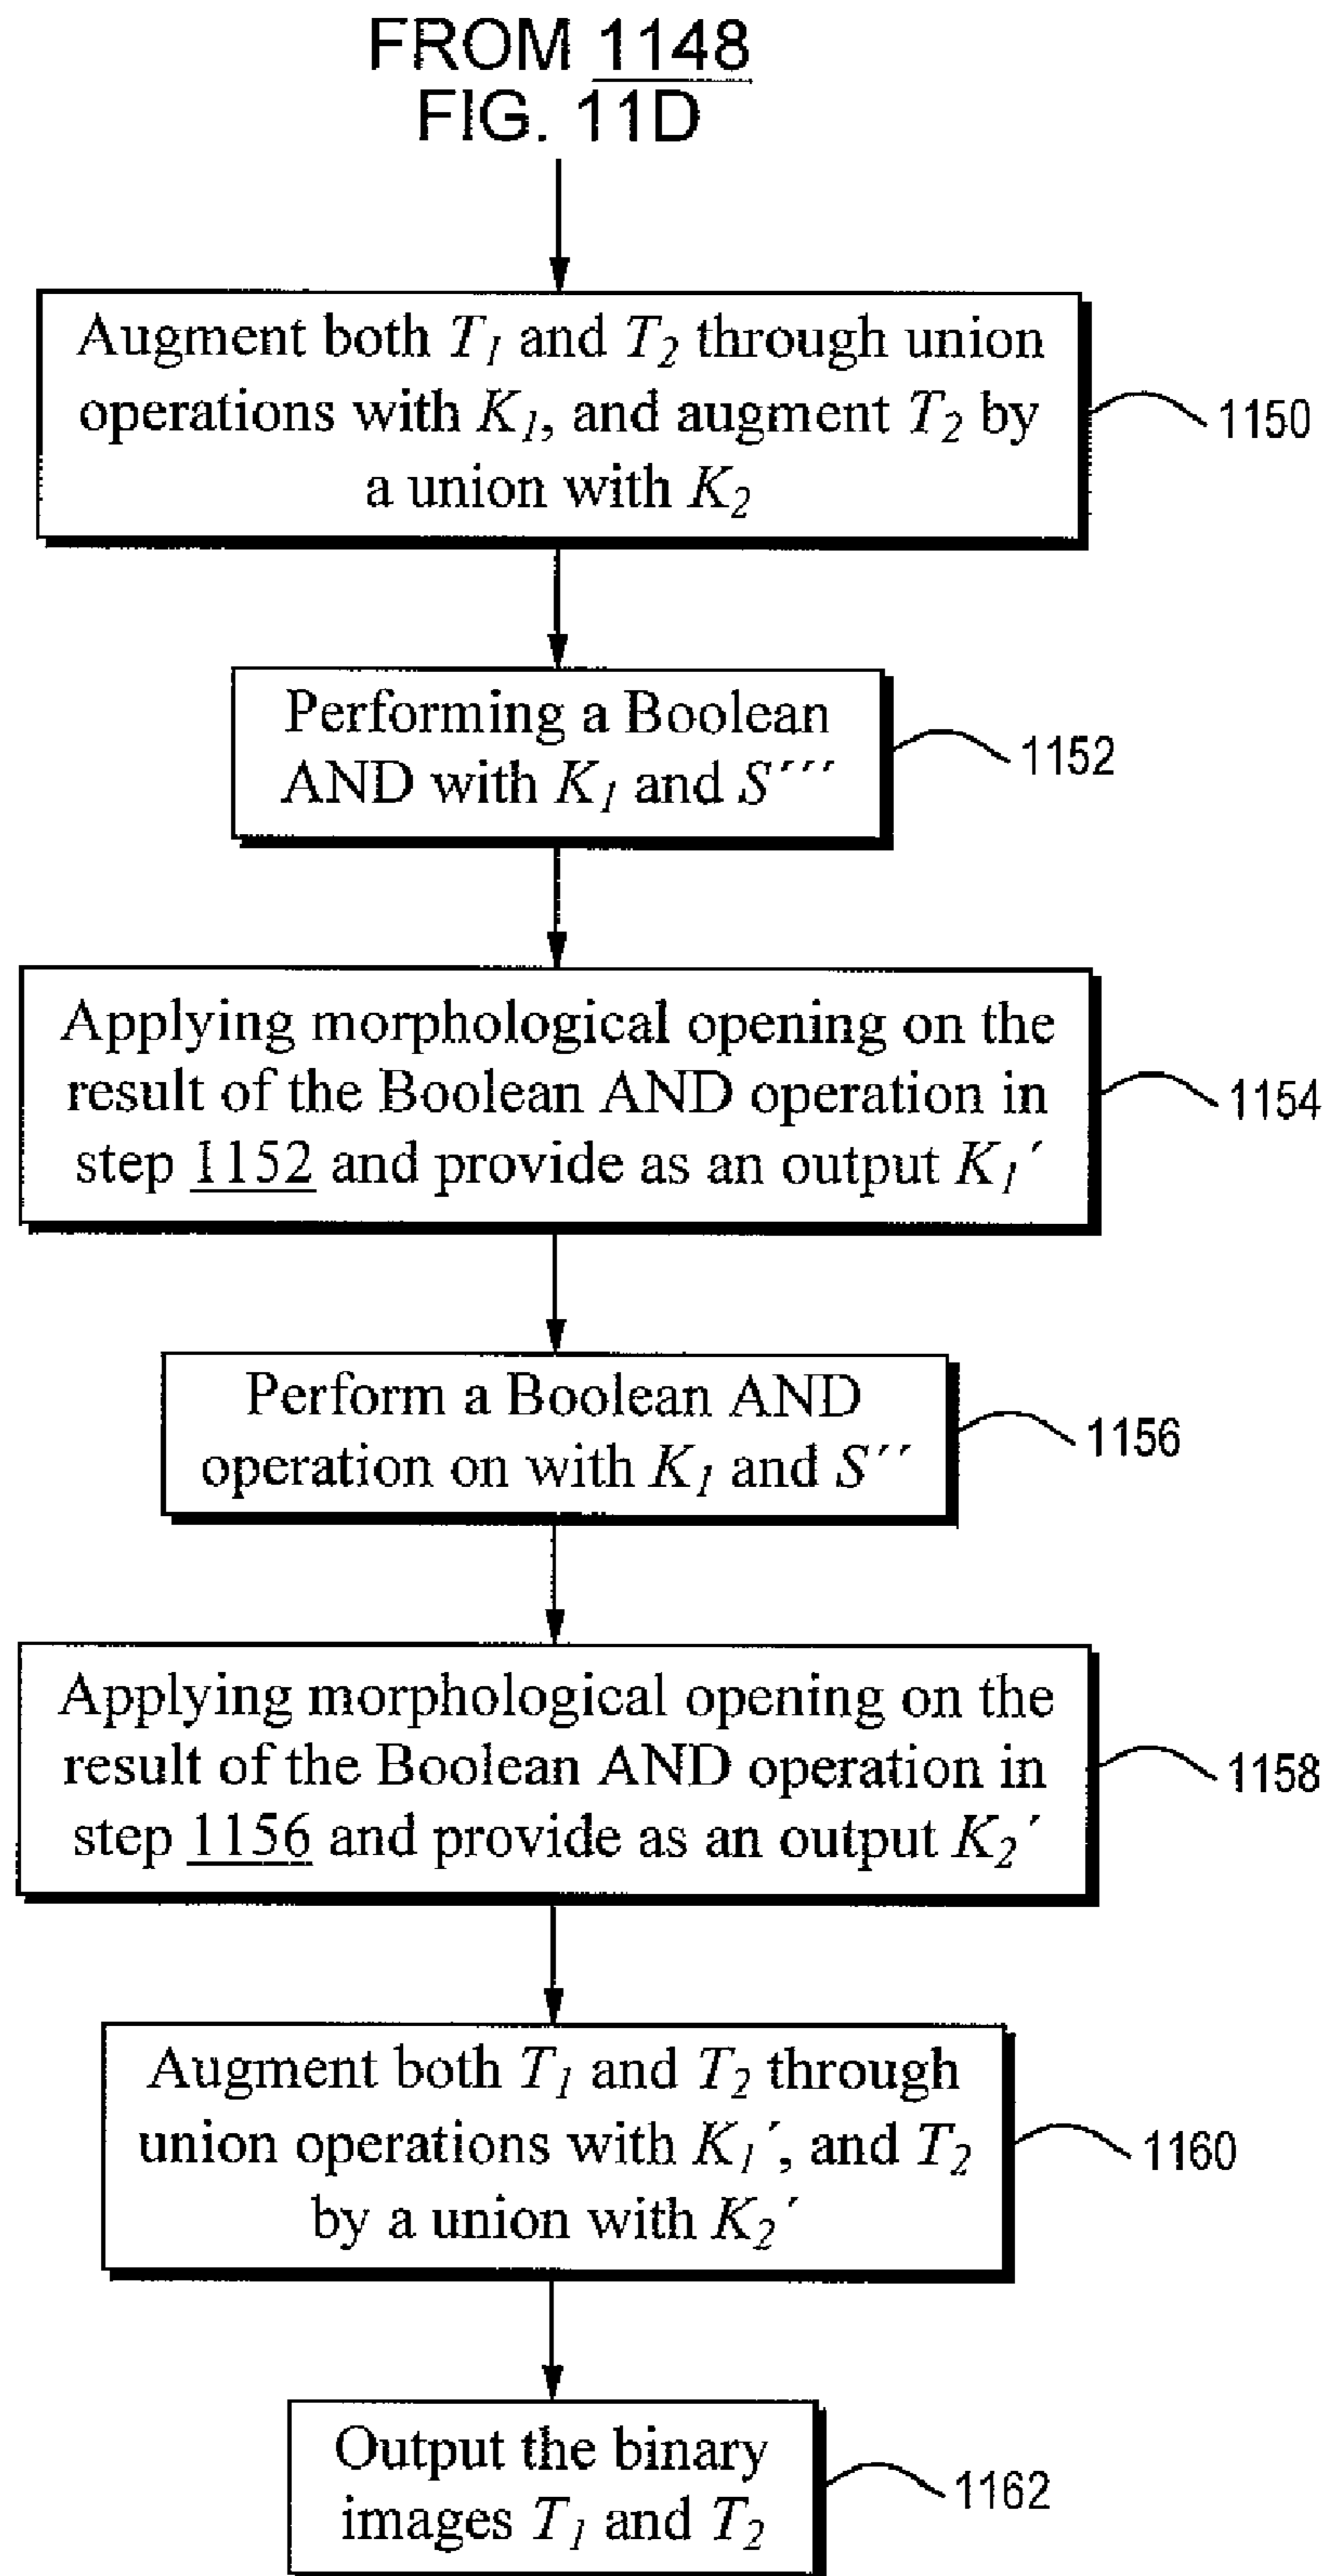 FROM 1148
FIG. 11D
Augment both T₁ and T₂ through union
operations with K₁, and augment T₂ by
a union with K₂
1150
Performing a Boolean
AND with K₁ and S´´´
1152
Applying morphological opening on the
result of the Boolean AND operation in
step 1152 and provide as an output K₁´
1154
Perform a Boolean AND
operation on with K₁ and S´´
1156
Applying morphological opening on the
result of the Boolean AND operation in
step 1156 and provide as an output K₂´
1158
Augment both T₁ and T₂ through
union operations with K₁´, and T₂
by a union with K₂´
1160
Output the binary
images T₁ and T₂
1162